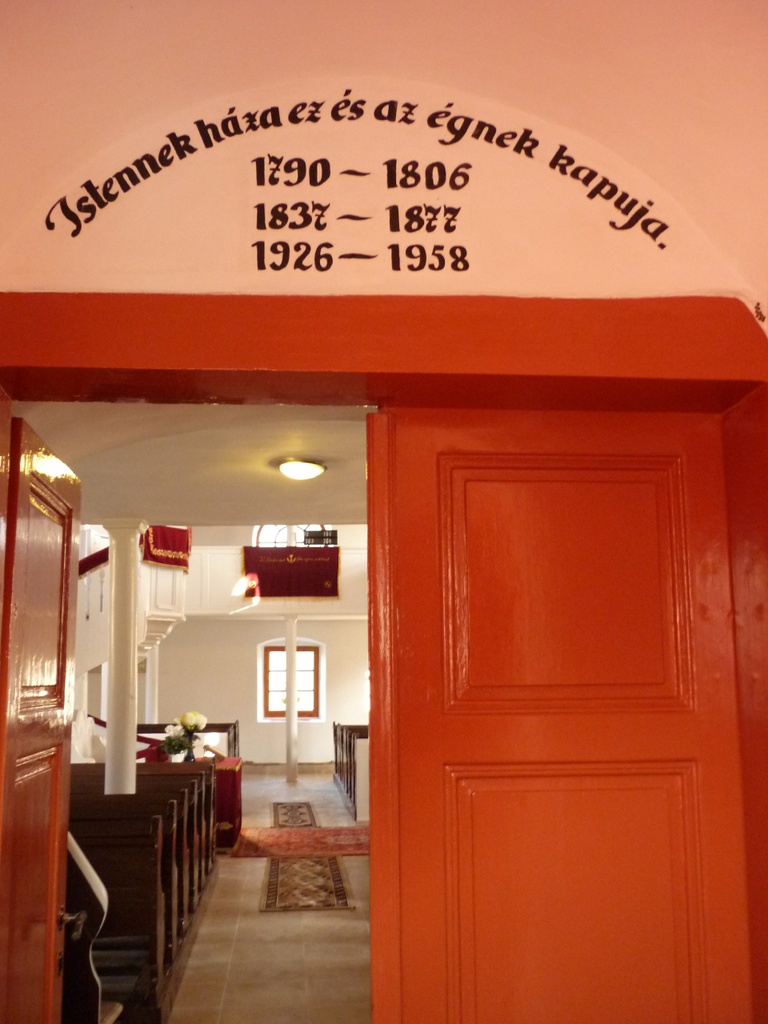 Istennek háza ez és az égnek kapuja.
1790 – 1806
1837 – 1877
1926 – 1958